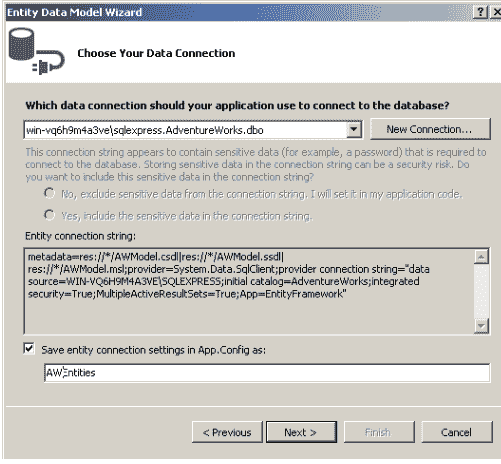 Entity Data Model Wizard
Choose Your Data Connection
Which data connection should your application use to connect to the database?
win-vq6h9m4a3ve\sqlexpress.AdventureWorks.dbo
New Connection...
This connection string appears to contain sensitive data (for example, a password) that is required to
connect to the database. Storing sensitive data in the connection string can be a security risk. Do
you want to include this sensitive data in the connection string?
No, exclude sensitive data from the connection string. I will set it in my application code.
Yes, include the sensitive data in the connection string.
Entity connection string:
metadata=res://*/AWModel.csdl|res://*/AWModel.ssdl|
res://*/AWModel.msl;provider=System.Data.SqlClient;provider connection string="data
source=WIN-VQ6H9M4A3VE\SQLEXPRESS;initial catalog=AdventureWorks;integrated
security=True;MultipleActiveResultSets=True;App=EntityFramework"
Save entity connection settings in App.Config as:
AWEntities
< Previous
Next >
Finish
Cancel